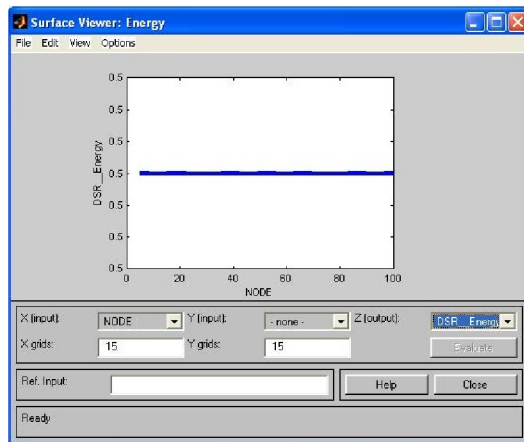 Surface Viewer: Energy
File Edit View Options
0.5
0.5
0.5
0.5
0.5
0.5
0.5
DSR__Energy
0 20 40 60 80 100
NODE
X (input): NODE Y (input): - none - Z (output): DSR__Energy
X grids: 15 Y grids: 15 Evaluate
Ref. Input: Help Close
Ready